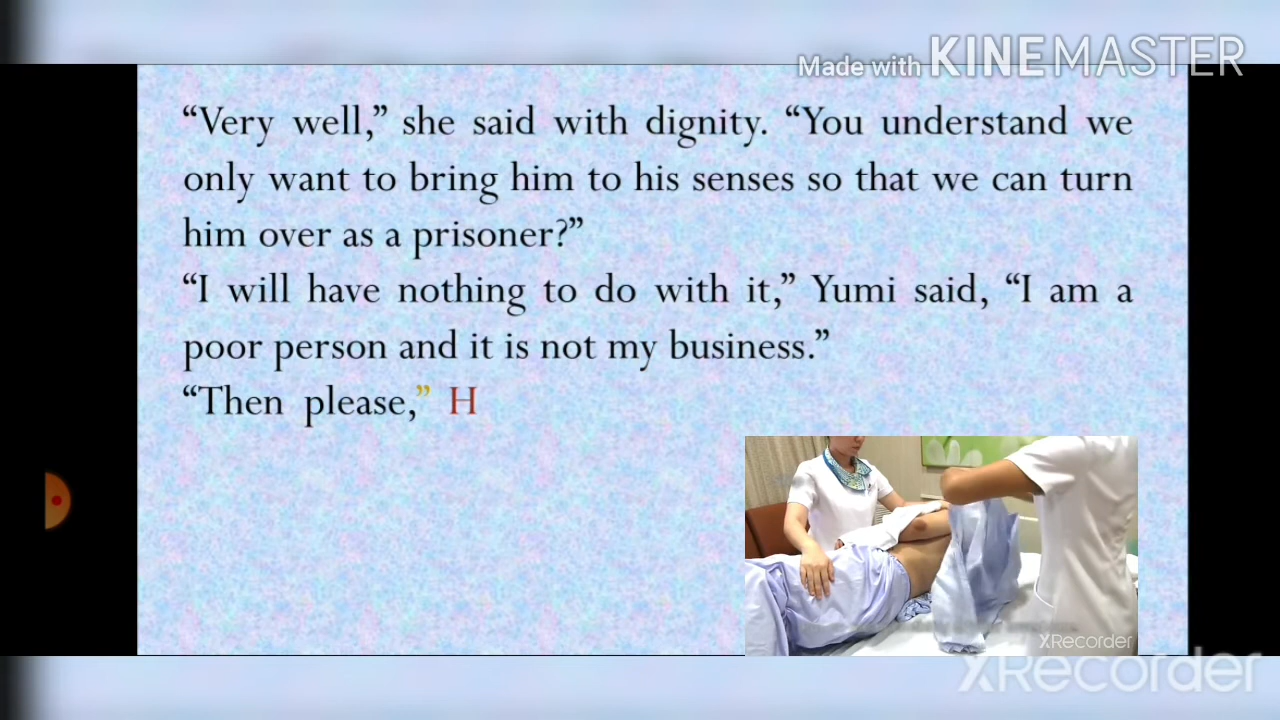 Made with KINEMASTER
“Very well,” she said with dignity. “You understand we
only want to bring him to his senses so that we can turn
him over as a prisoner?”
“I will have nothing to do with it,” Yumi said, “I am a
poor person and it is not my business.”
“Then please,” H
XRecorder
XRecorder